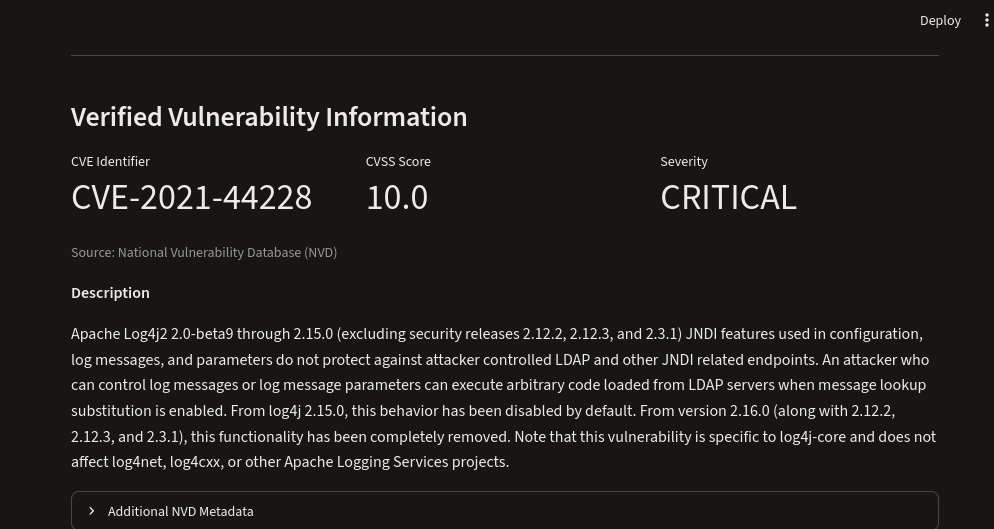 Deploy
Verified Vulnerability Information
CVE Identifier
CVSS Score
Severity
CVE-2021-44228
10.0
CRITICAL
Source: National Vulnerability Database (NVD)
Description
Apache Log4j2 2.0-beta9 through 2.15.0 (excluding security releases 2.12.2, 2.12.3, and 2.3.1) JNDI features used in configuration,
log messages, and parameters do not protect against attacker controlled LDAP and other JNDI related endpoints. An attacker who
can control log messages or log message parameters can execute arbitrary code loaded from LDAP servers when message lookup
substitution is enabled. From log4j 2.15.0, this behavior has been disabled by default. From version 2.16.0 (along with 2.12.2,
2.12.3, and 2.3.1), this functionality has been completely removed. Note that this vulnerability is specific to log4j-core and does not
affect log4net, log4cxx, or other Apache Logging Services projects.
Additional NVD Metadata